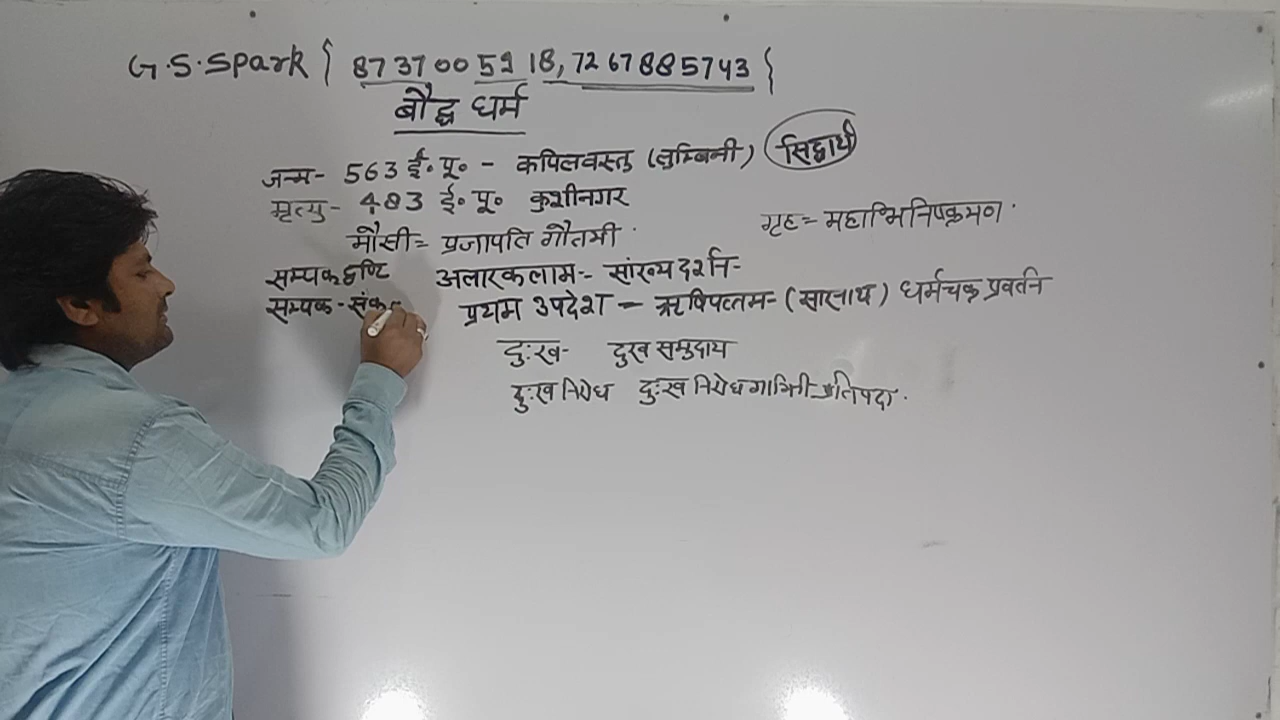 G.S.Spark { 8737005918, 7267885743 }
बौद्ध धर्म
जन्म- 563 ई॰पू॰ - कपिलवस्तु (लुम्बिनी) सिद्धार्थ
मृत्यु- 483 ई॰ पू॰ कुशीनगर
गृह = महाभिनिष्क्रमण
मौसी = प्रजापति गौतमी
सम्यक दृष्टि अलारकलाम:- सांख्य दर्शन-
सम्यक - संक प्रथम उपदेश - ऋषिपत्तम- (सारनाथ) धर्मचक्र प्रवर्तन
दु:ख- दुख समुदाय
दु:ख निरोध दु:ख निरोधगामिनी प्रतिपदा